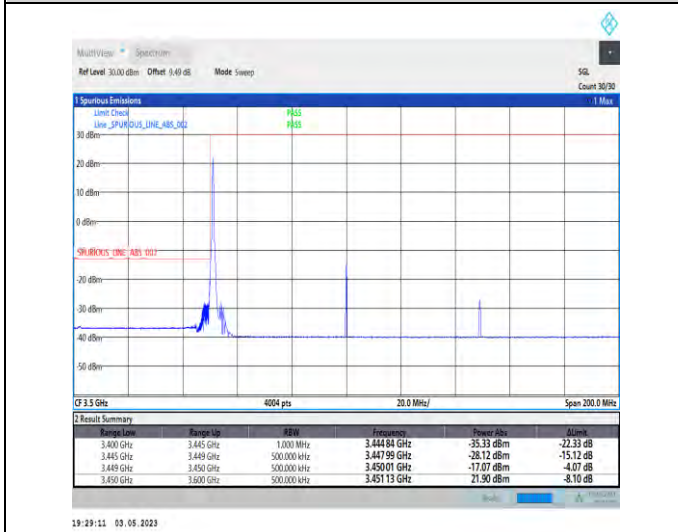 MultiView Spectrum
Ref Level 30.00 dBm Offset 9.49 dB Mode Sweep SGL
Count 30/30
1 Spurious Emissions 1 Max
Limit Check PASS
Line _SPURIOUS_LINE_ABS_002 PASS
30 dBm
20 dBm
10 dBm
0 dBm
_SPURIOUS_LINE_ABS_002
-20 dBm
-30 dBm
-40 dBm
-50 dBm
CF 3.5 GHz 4004 pts 20.0 MHz/ Span 200.0 MHz
2 Result Summary
Range Low Range Up RBW Frequency Power Abs ΔLimit
3.400 GHz 3.445 GHz 1.000 MHz 3.444 84 GHz -35.33 dBm -22.33 dB
3.445 GHz 3.449 GHz 500.000 kHz 3.447 99 GHz -28.12 dBm -15.12 dB
3.449 GHz 3.450 GHz 500.000 kHz 3.450 01 GHz -17.07 dBm -4.07 dB
3.450 GHz 3.600 GHz 500.000 kHz 3.451 13 GHz 21.90 dBm -8.10 dB
19:29:11 03.05.2023